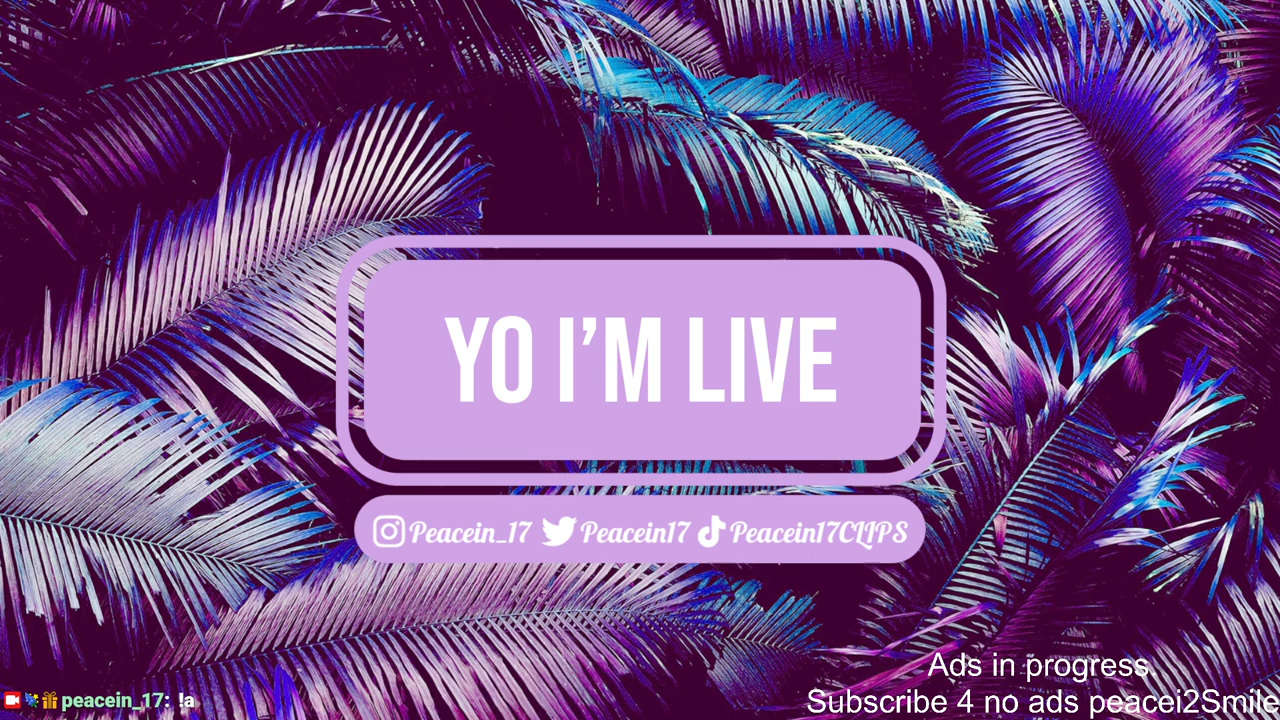 YO I’M LIVE
Peacein_17 Peacein17 Peacein17CLIPS
Ads in progress.
Subscribe 4 no ads peacei2Smile
peacein_17: !a